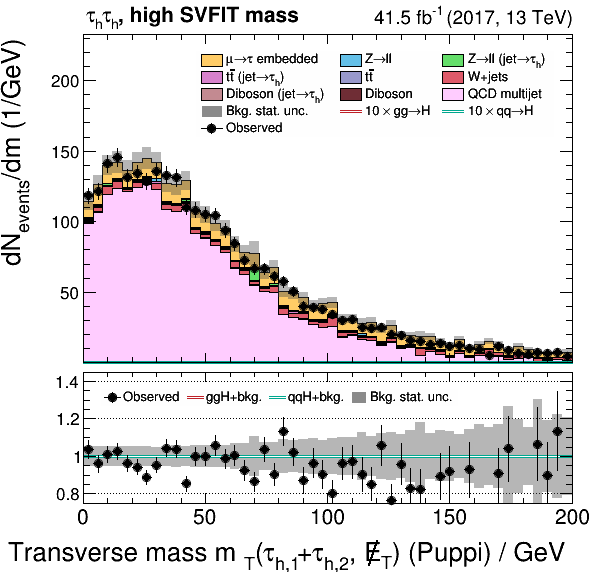 τhτh, high SVFIT mass 41.5 fb⁻¹ (2017, 13 TeV)
dNevents/dm (1/GeV)
200
150
100
50
μ→τ embedded Z→ll Z→ll (jet→τh)
tt̄ (jet→τh) tt̄ W+jets
Diboson (jet→τh) Diboson QCD multijet
Bkg. stat. unc. 10 × gg→H 10 × qq→H
Observed
1.4
1.2
1
0.8
Observed ggH+bkg. qqH+bkg. Bkg. stat. unc.
0 50 100 150 200
Transverse mass m T(τh,1+τh,2, E̸T) (Puppi) / GeV